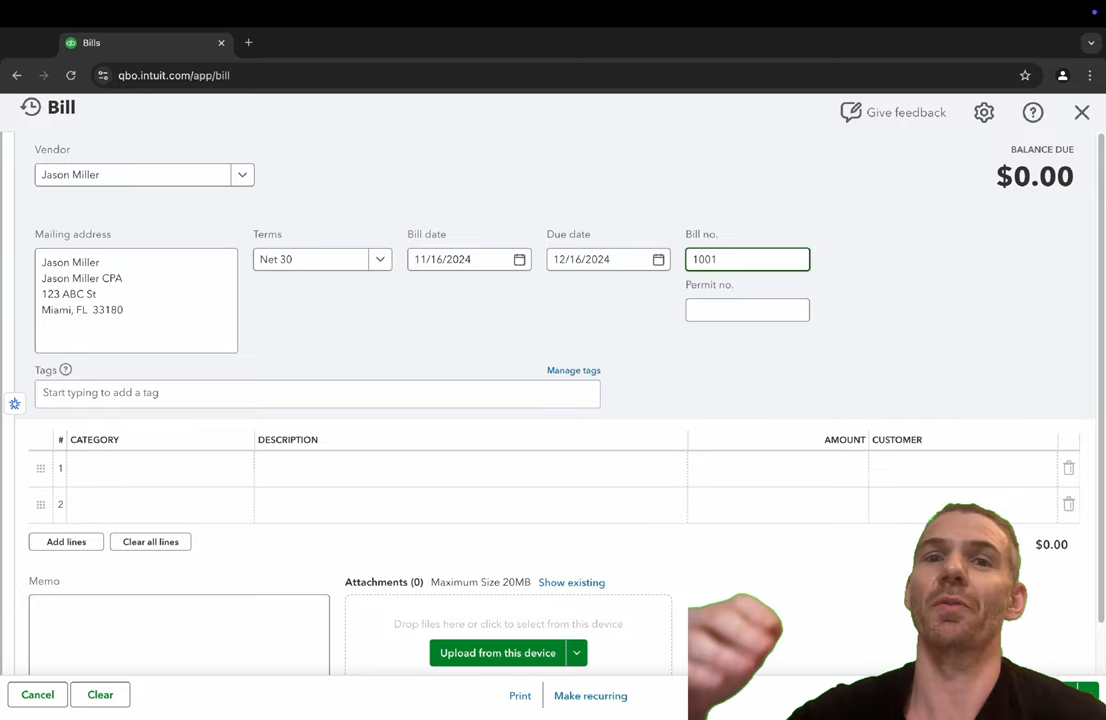 Bills
qbo.intuit.com/app/bill
Bill
Give feedback
Vendor
BALANCE DUE
Jason Miller
$0.00
Mailing address
Terms
Bill date
Due date
Bill no.
Jason Miller
Jason Miller CPA
123 ABC St
Miami, FL 33180
Net 30
11/16/2024
12/16/2024
1001
Permit no.
Tags
Manage tags
Start typing to add a tag
# CATEGORY DESCRIPTION AMOUNT CUSTOMER
1
2
Add lines
Clear all lines
$0.00
Memo
Attachments (0) Maximum Size 20MB Show existing
Drop files here or click to select from this device
Upload from this device
Cancel
Clear
Print
Make recurring